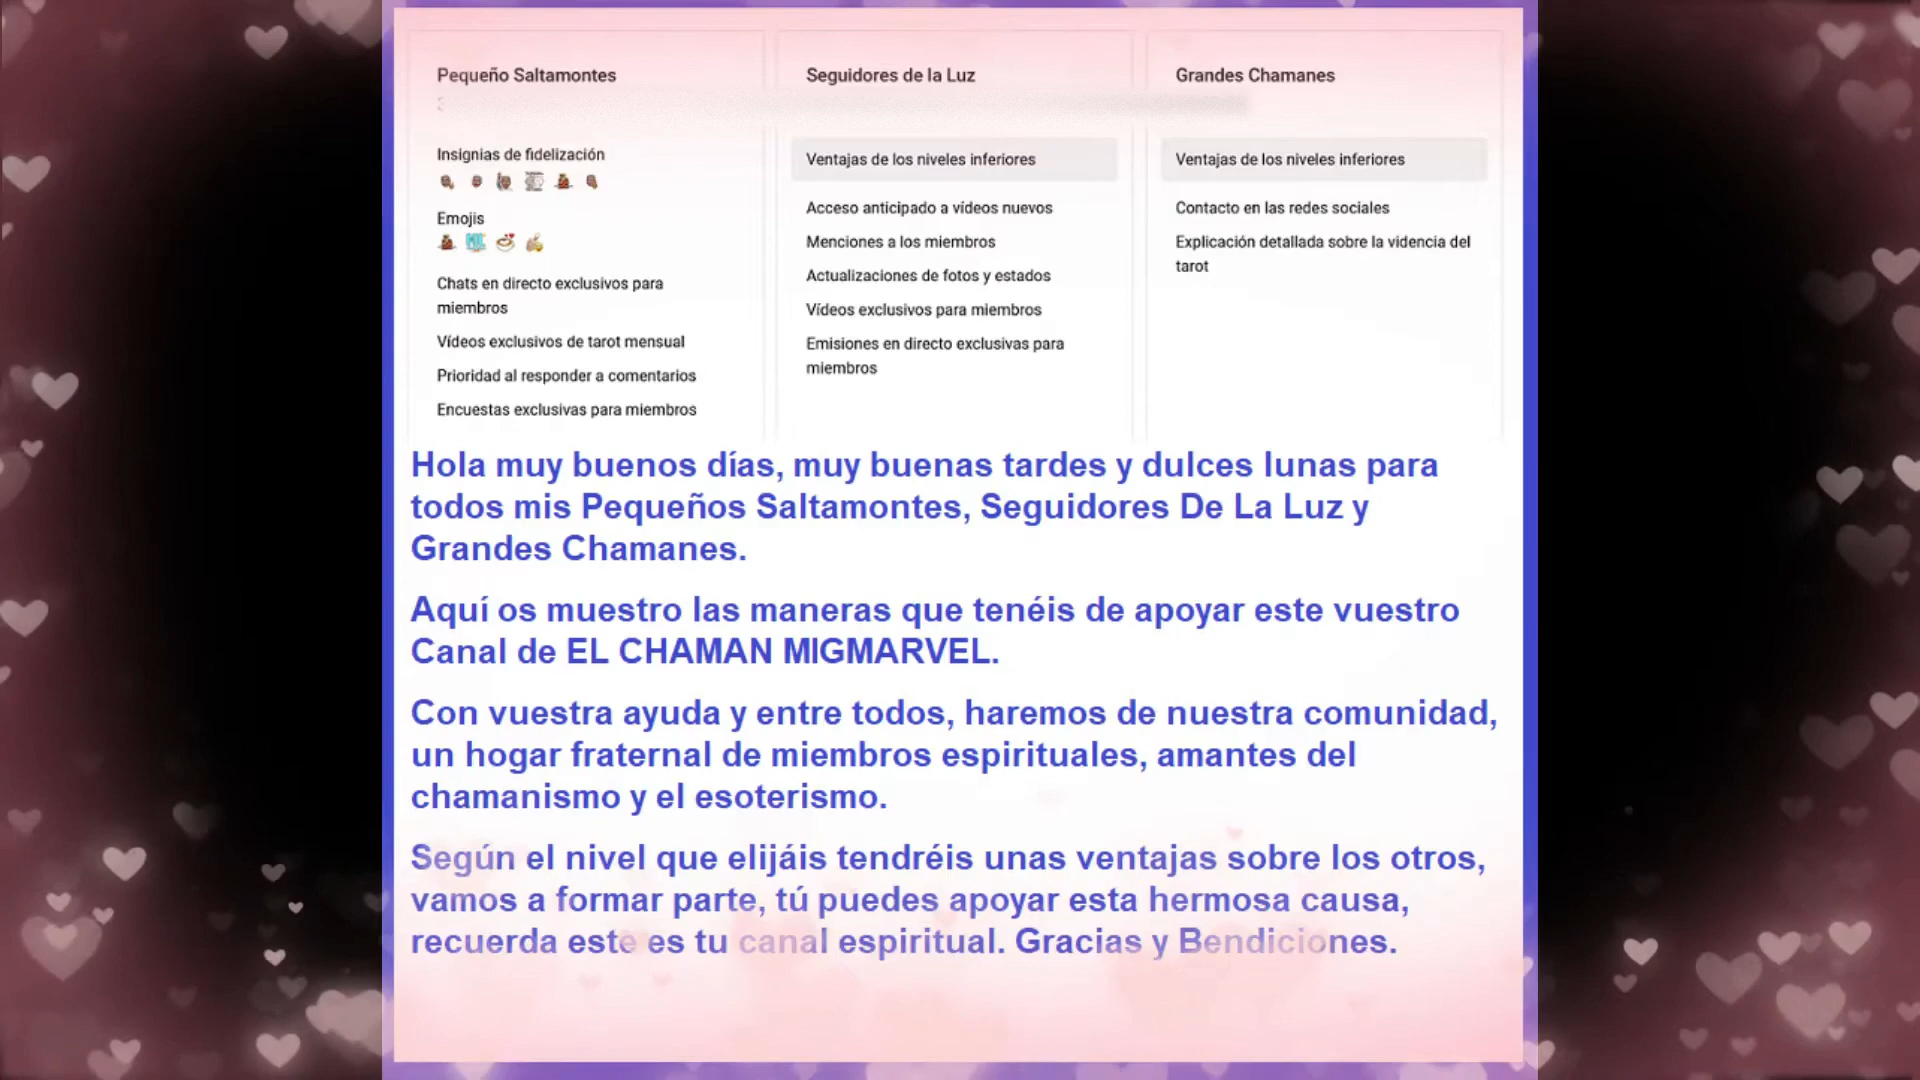 Pequeño Saltamontes
Insignias de fidelización
Emojis
Chats en directo exclusivos para
miembros
Vídeos exclusivos de tarot mensual
Prioridad al responder a comentarios
Encuestas exclusivas para miembros
Seguidores de la Luz
Ventajas de los niveles inferiores
Acceso anticipado a vídeos nuevos
Menciones a los miembros
Actualizaciones de fotos y estados
Vídeos exclusivos para miembros
Emisiones en directo exclusivas para
miembros
Grandes Chamanes
Ventajas de los niveles inferiores
Contacto en las redes sociales
Explicación detallada sobre la videncia del
tarot
Hola muy buenos días, muy buenas tardes y dulces lunas para
todos mis Pequeños Saltamontes, Seguidores De La Luz y
Grandes Chamanes.
Aquí os muestro las maneras que tenéis de apoyar este vuestro
Canal de EL CHAMAN MIGMARVEL.
Con vuestra ayuda y entre todos, haremos de nuestra comunidad,
un hogar fraternal de miembros espirituales, amantes del
chamanismo y el esoterismo.
Según el nivel que elijáis tendréis unas ventajas sobre los otros,
vamos a formar parte, tú puedes apoyar esta hermosa causa,
recuerda este es tu canal espiritual. Gracias y Bendiciones.